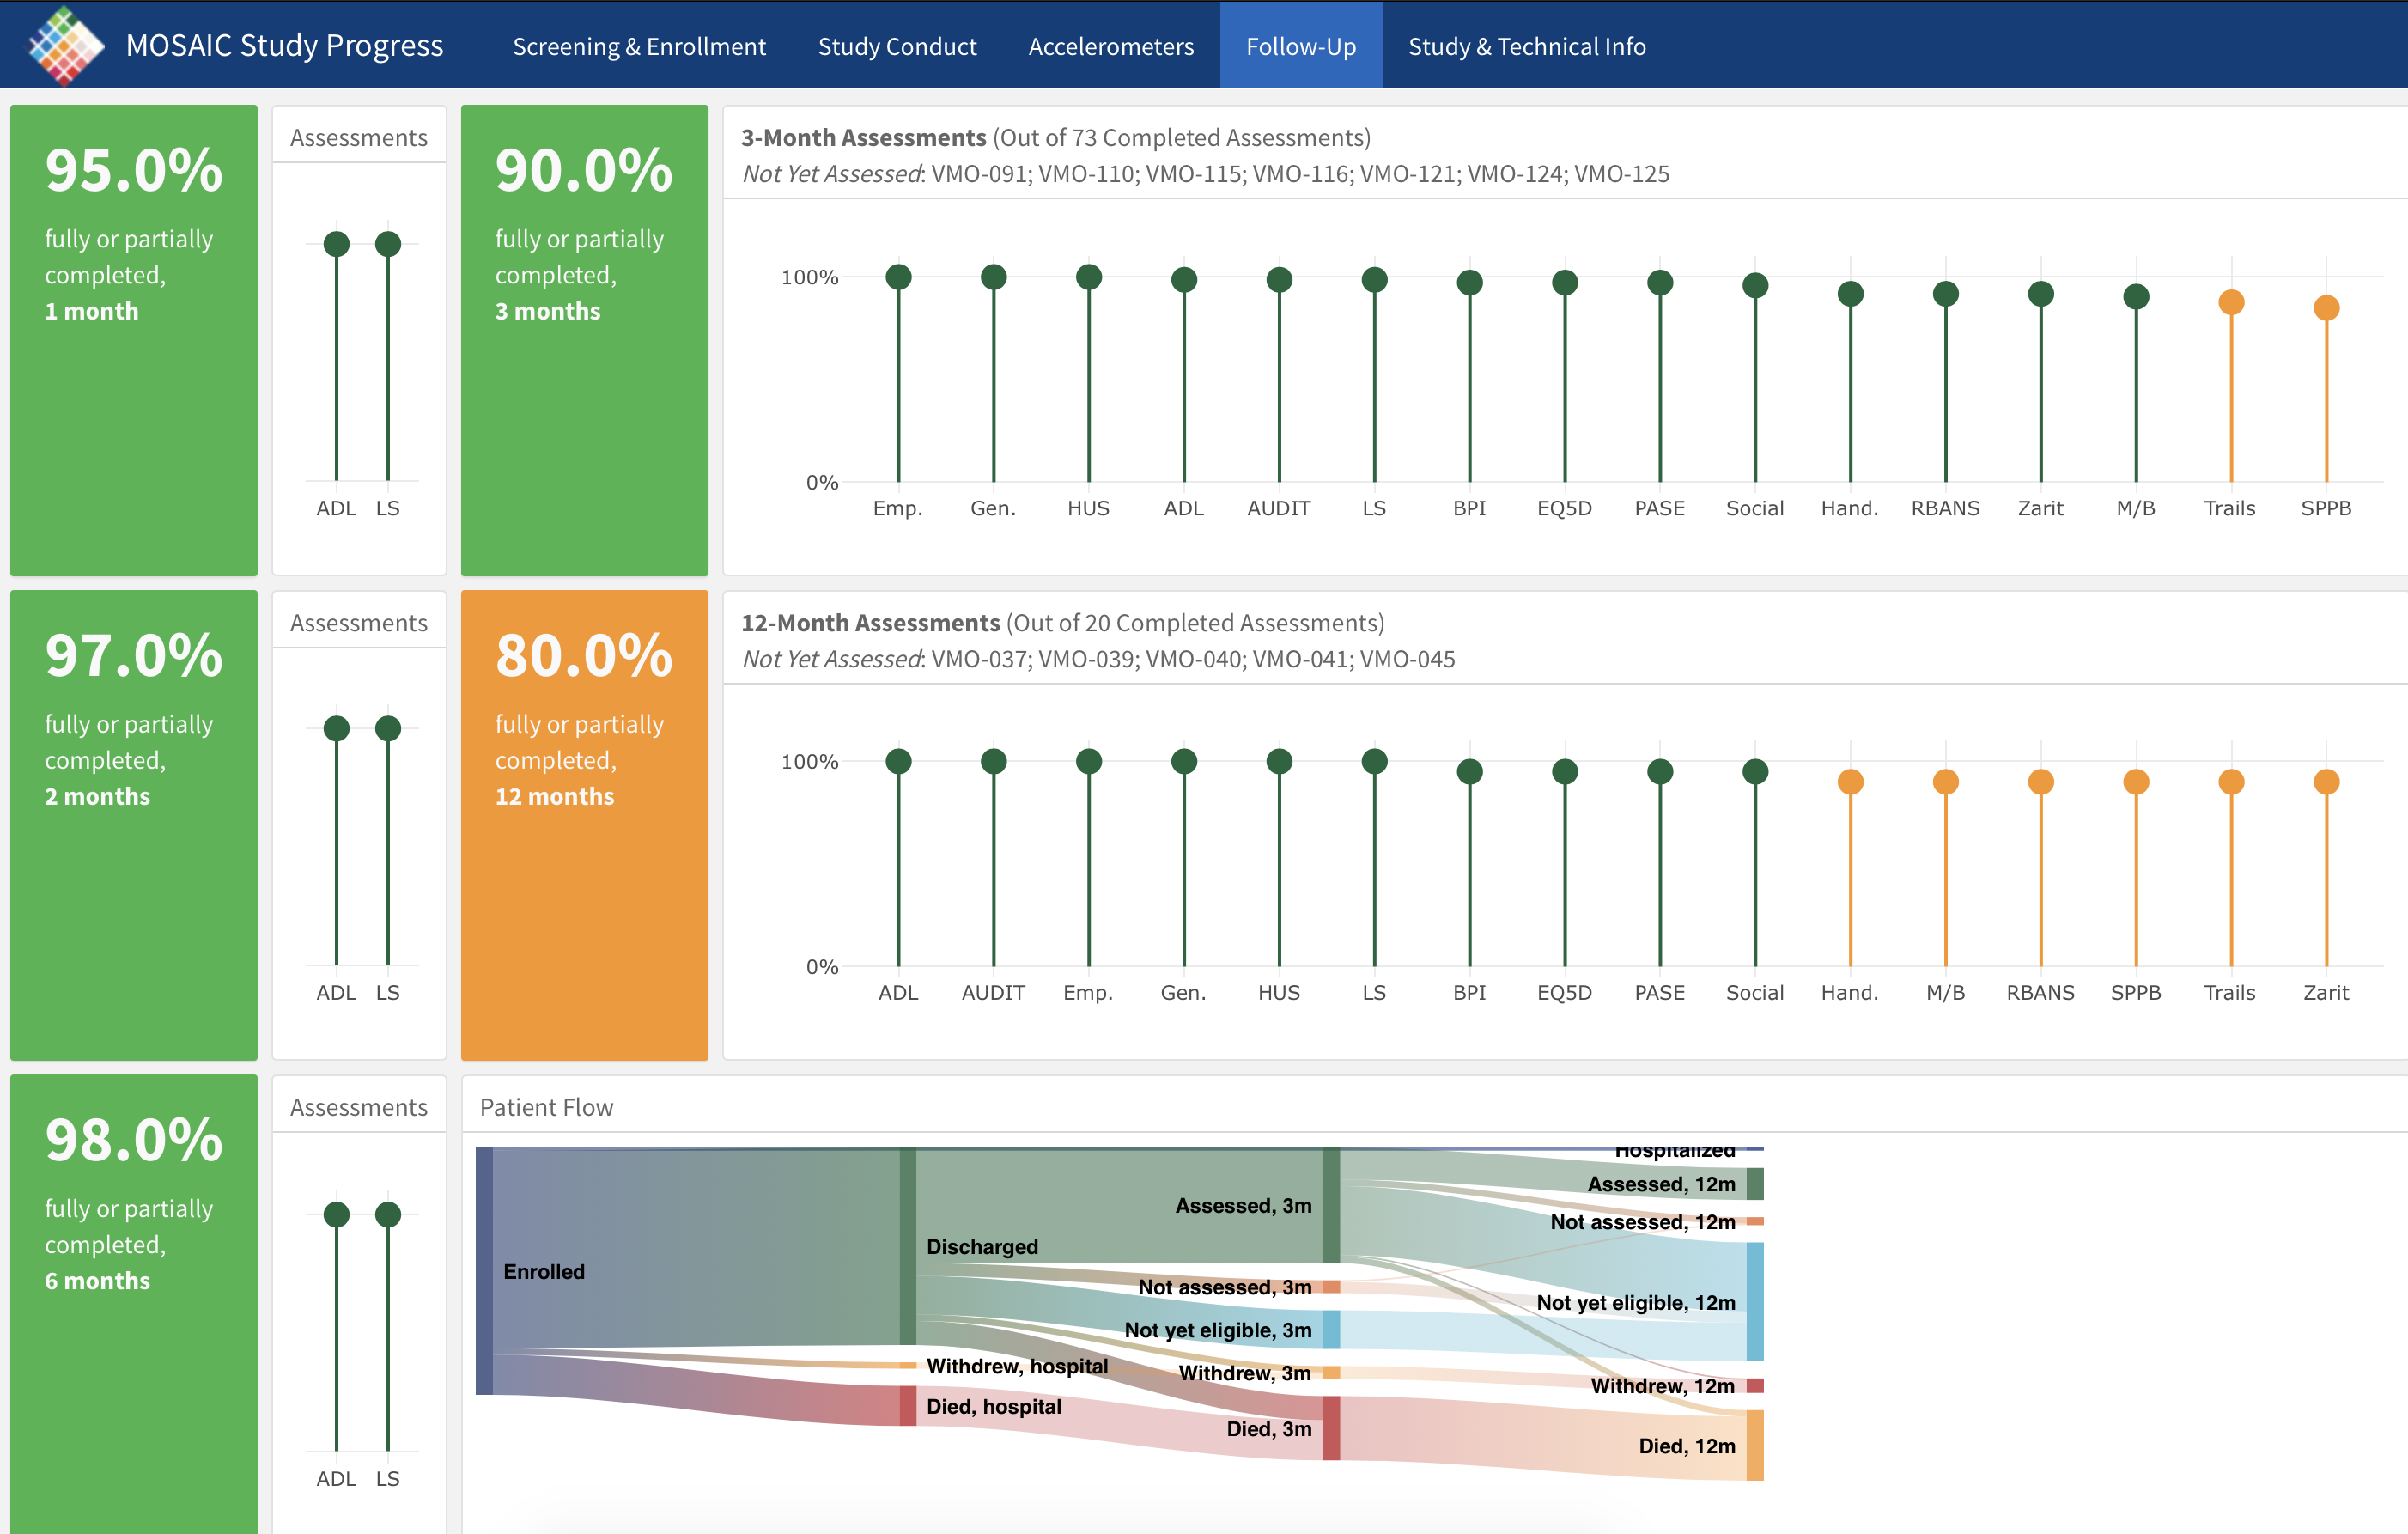 MOSAIC Study Progress
Screening & Enrollment
Study Conduct
Accelerometers
Follow-Up
Study & Technical Info
95.0%
fully or partially
completed,
1 month
Assessments
ADL LS
90.0%
fully or partially
completed,
3 months
3-Month Assessments (Out of 73 Completed Assessments)
Not Yet Assessed: VMO-091; VMO-110; VMO-115; VMO-116; VMO-121; VMO-124; VMO-125
100%
0%
Emp. Gen. HUS ADL AUDIT LS BPI EQ5D PASE Social Hand. RBANS Zarit M/B Trails SPPB
97.0%
fully or partially
completed,
2 months
Assessments
ADL LS
80.0%
fully or partially
completed,
12 months
12-Month Assessments (Out of 20 Completed Assessments)
Not Yet Assessed: VMO-037; VMO-039; VMO-040; VMO-041; VMO-045
100%
0%
ADL AUDIT Emp. Gen. HUS LS BPI EQ5D PASE Social Hand. M/B RBANS SPPB Trails Zarit
98.0%
fully or partially
completed,
6 months
Assessments
ADL LS
Patient Flow
Enrolled
Discharged
Withdrew, hospital
Died, hospital
Assessed, 3m
Not assessed, 3m
Not yet eligible, 3m
Withdrew, 3m
Died, 3m
Hospitalized
Assessed, 12m
Not assessed, 12m
Not yet eligible, 12m
Withdrew, 12m
Died, 12m